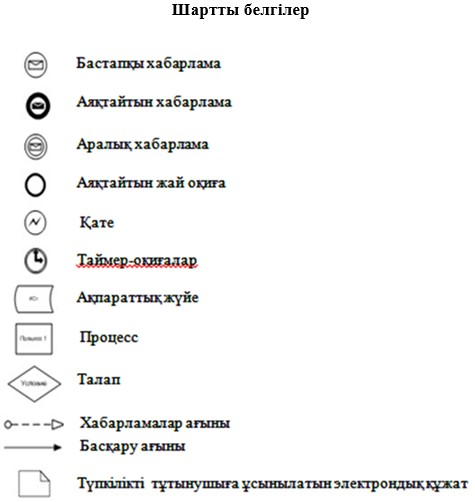 Шартты белгілер
Бастапқы хабарлама
Аяқтайтын хабарлама
Аралық хабарлама
Аяқтайтын жай оқиға
Қате
Таймер-оқиғалар
Ақпараттық жүйе
Процесс
Талап
Условие
Хабарламалар ағыны
Басқару ағыны
Түпкілікті тұтынушыға ұсынылатын электрондық құжат